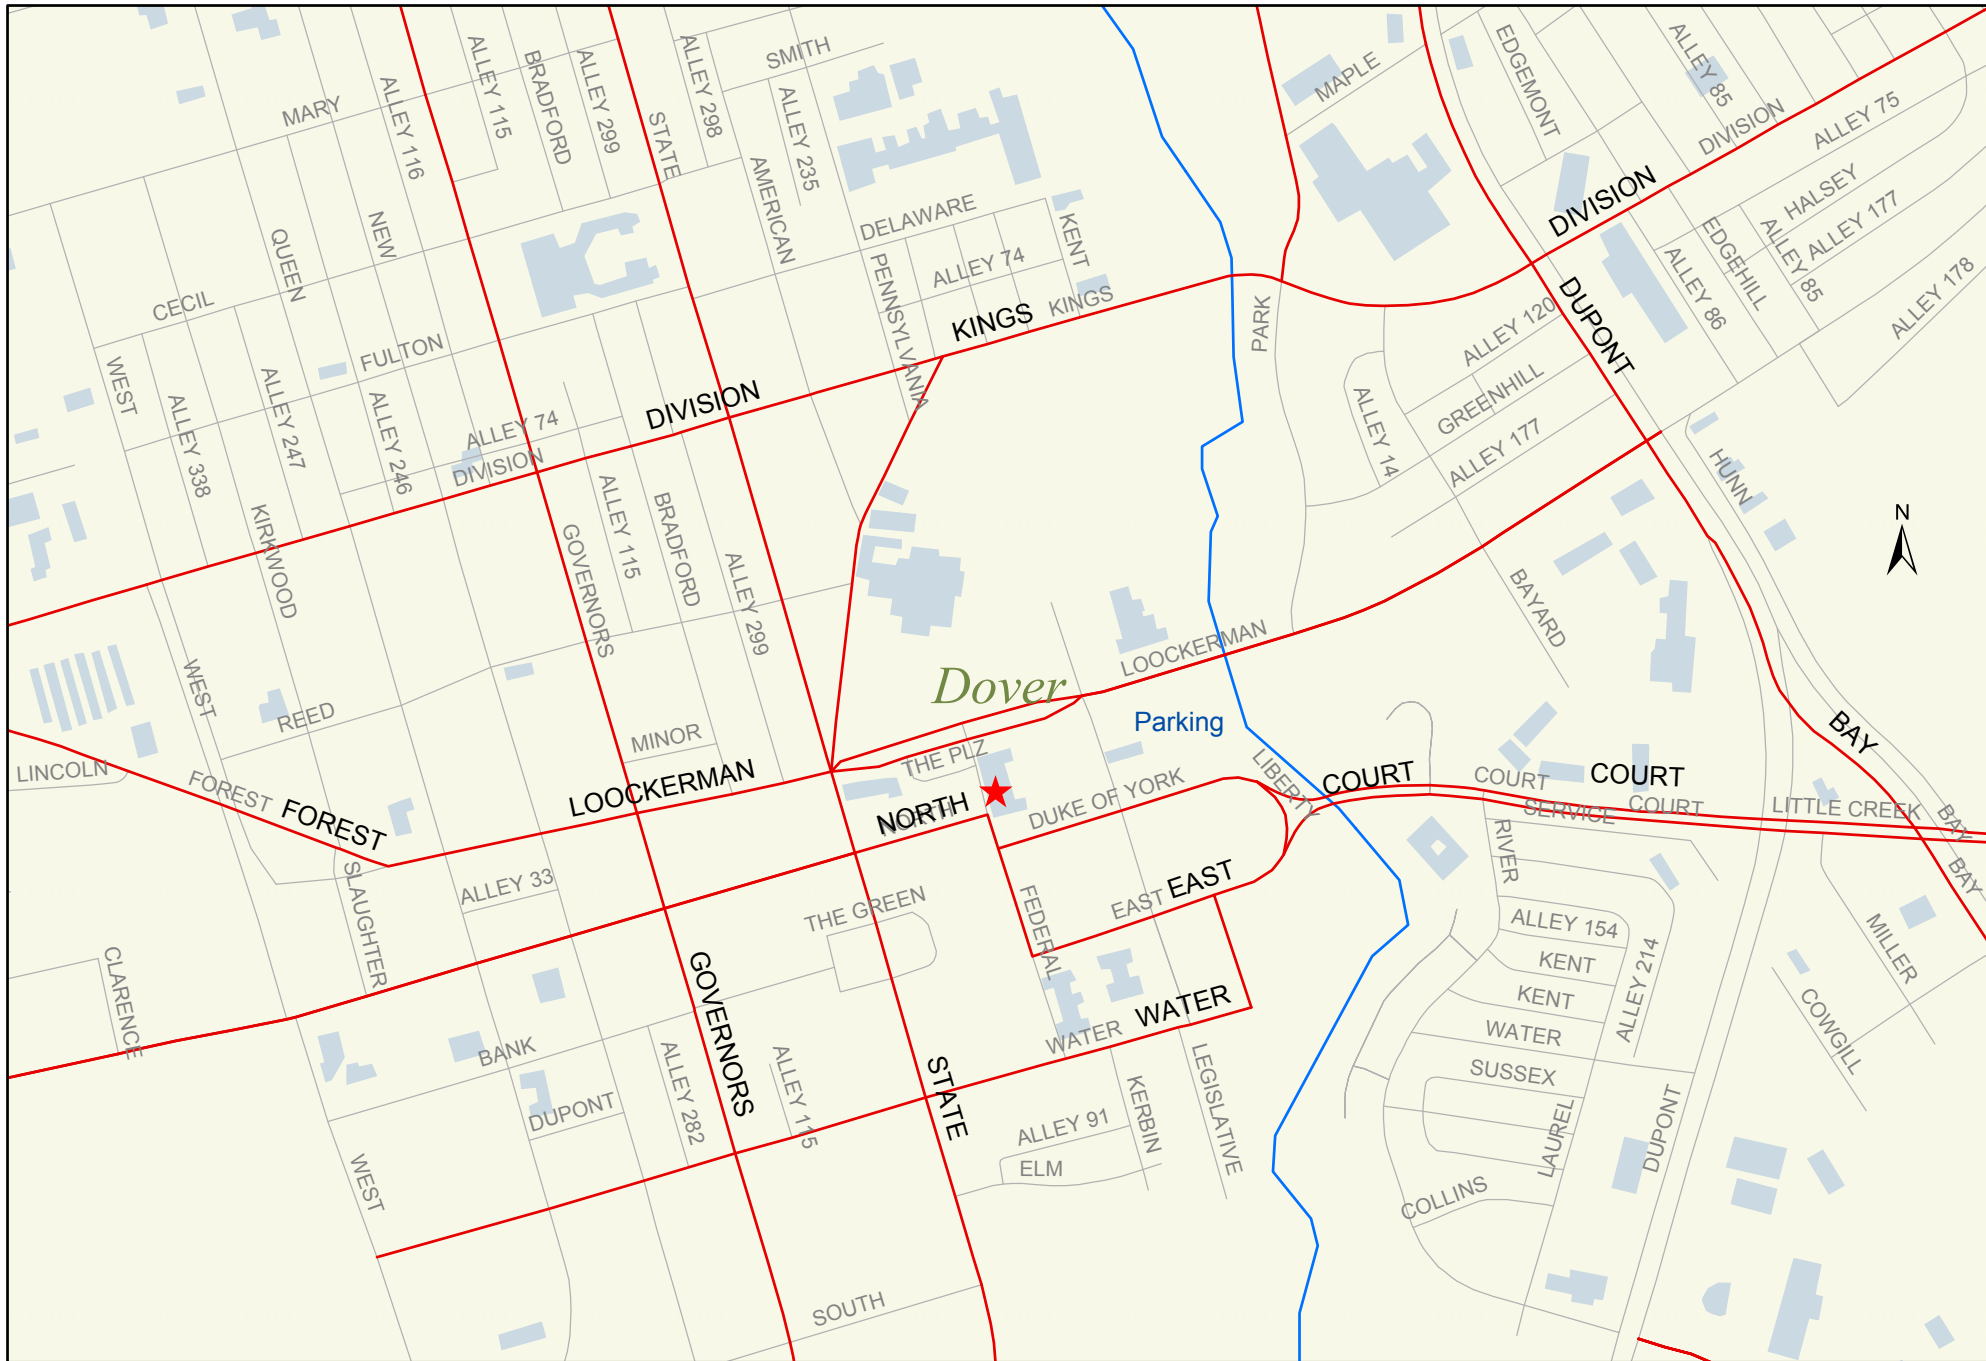 SMITH
MAPLE
EDGEMONT
ALLEY 85
ALLEY 115
BRADFORD
ALLEY 299
ALLEY 298
MARY
ALLEY 116
STATE
ALLEY 235
DIVISION
ALLEY 75
AMERICAN
DELAWARE
KENT
DIVISION
HALSEY
ALLEY 177
QUEEN
NEW
ALLEY 74
PENNSYLVANIA
EDGEHILL
ALLEY 85
ALLEY 86
ALLEY 178
CECIL
KINGS
KINGS
PARK
ALLEY 120
DUPONT
WEST
FULTON
ALLEY 338
ALLEY 247
ALLEY 246
ALLEY 74
DIVISION
DIVISION
ALLEY 14
GREENHILL
ALLEY 177
HUNN
N
KIRKWOOD
GOVERNORS
ALLEY 115
BRADFORD
ALLEY 299
BAYARD
WEST
REED
MINOR
LOOCKERMAN
Dover
Parking
BAY
LINCOLN
FOREST
FOREST
LOOCKERMAN
THE PLZ
NORTH
NORTH
DUKE OF YORK
LIBERTY
COURT
COURT
COURT
SERVICE
COURT
LITTLE CREEK
BAY
BAY
SLAUGHTER
ALLEY 33
THE GREEN
FEDERAL
EAST
EAST
RIVER
ALLEY 154
KENT
KENT
WATER
SUSSEX
ALLEY 214
MILLER
COWGILL
CLARENCE
GOVERNORS
WATER
WATER
BANK
DUPONT
ALLEY 282
ALLEY 115
STATE
ALLEY 91
ELM
KERBIN
LEGISLATIVE
LAUREL
DUPONT
COLLINS
WEST
SOUTH